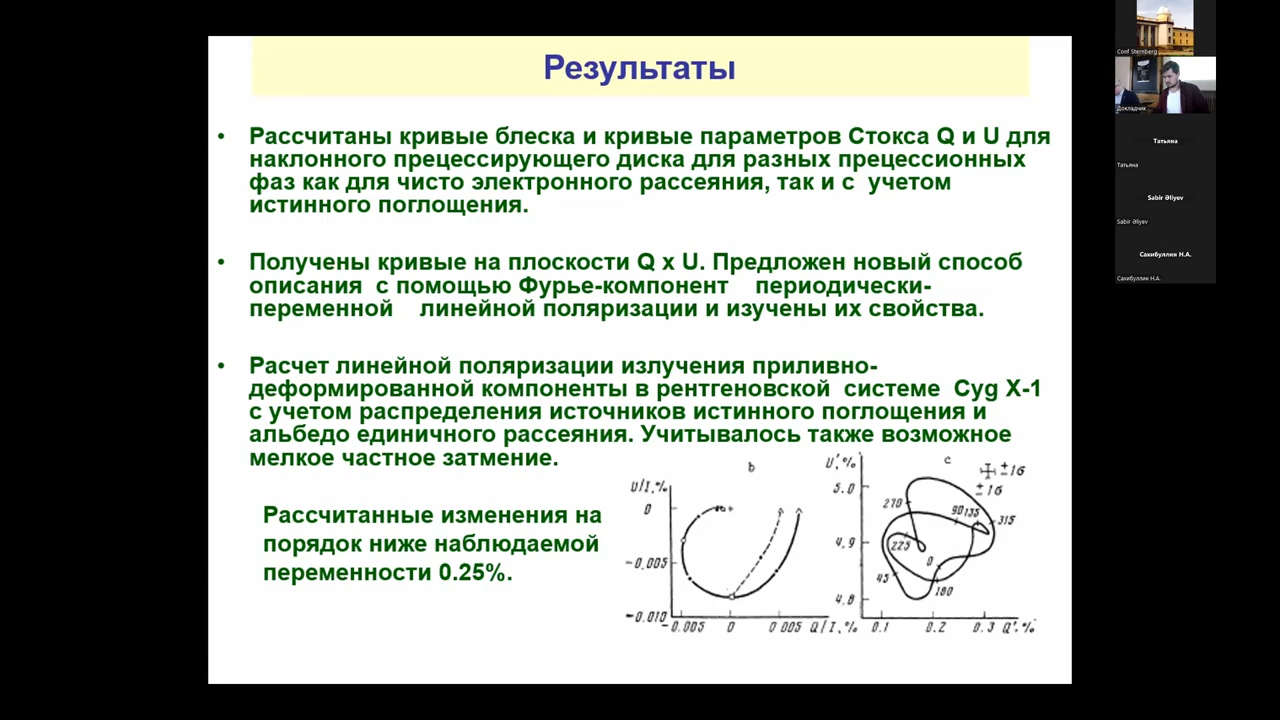 Результаты
• Рассчитаны кривые блеска и кривые параметров Стокса Q и U для
наклонного прецессирующего диска для разных прецессионных
фаз как для чисто электронного рассеяния, так и с учетом
истинного поглощения.
• Получены кривые на плоскости Q x U. Предложен новый способ
описания с помощью Фурье-компонент периодически-
переменной линейной поляризации и изучены их свойства.
• Расчет линейной поляризации излучения приливно-
деформированной компоненты в рентгеновской системе Cyg X-1
с учетом распределения источников истинного поглощения и
альбедо единичного рассеяния. Учитывалось также возможное
мелкое частное затмение.
Рассчитанные изменения на
порядок ниже наблюдаемой
переменности 0.25%.
b
U/I,%
0
-0.005
-0.010
-0.005 0 0 005 Q/I,%
c
U',%
±1σ
±1σ
5.0
4.9
4.8
270
90
135
315
225
0
45
180
0.1 0.2 0.3 Q',%
Conf Sternberg
Докладчик
Татьяна
Татьяна
Sabir Əliyev
Sabir Əliyev
Сахибуллин Н.А.
Сахибуллин Н.А.